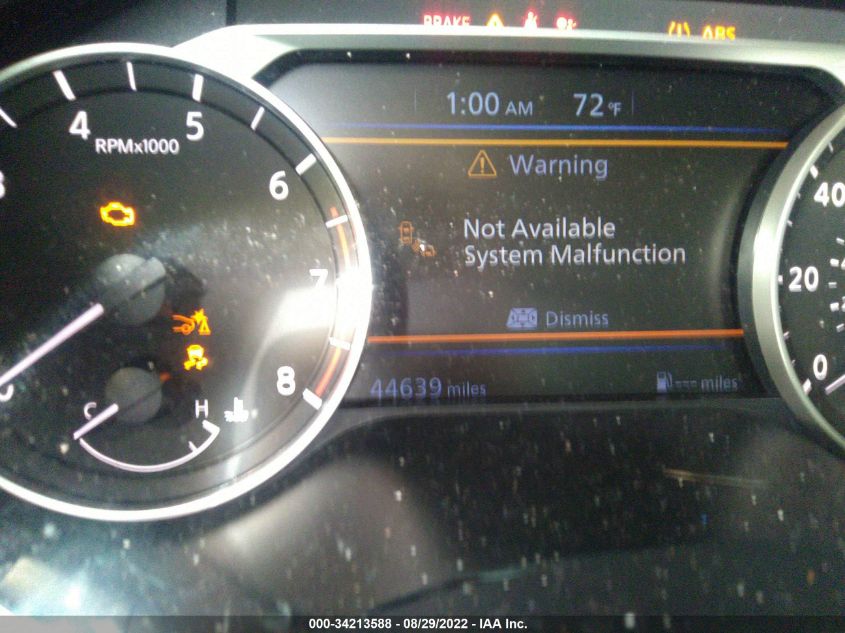 BRAKE
ABS
1:00 AM 72°F
4 5
RPMx1000
6
7
8
Warning
Not Available
System Malfunction
Dismiss
44639 miles
--- miles
C H
40
20
0
000-34213588 - 08/29/2022 - IAA Inc.